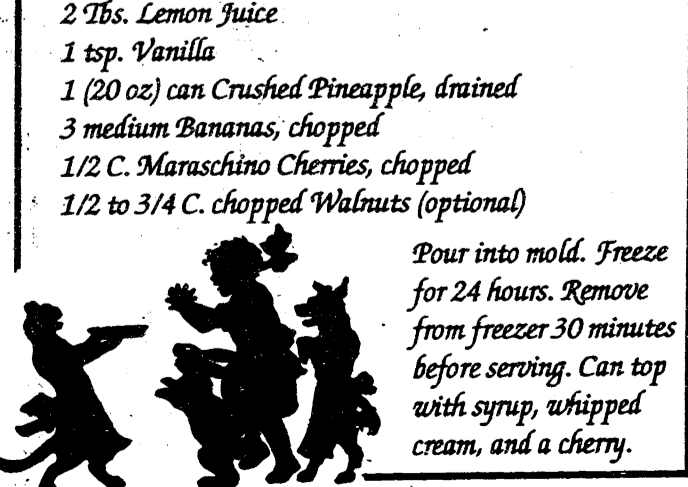 2 Tbs. Lemon Juice
1 tsp. Vanilla
1 (20 oz) can Crushed Pineapple, drained
3 medium Bananas, chopped
1/2 C. Maraschino Cherries, chopped
1/2 to 3/4 C. chopped Walnuts (optional)
Pour into mold. Freeze
for 24 hours. Remove
from freezer 30 minutes
before serving. Can top
with syrup, whipped
cream, and a cherry.